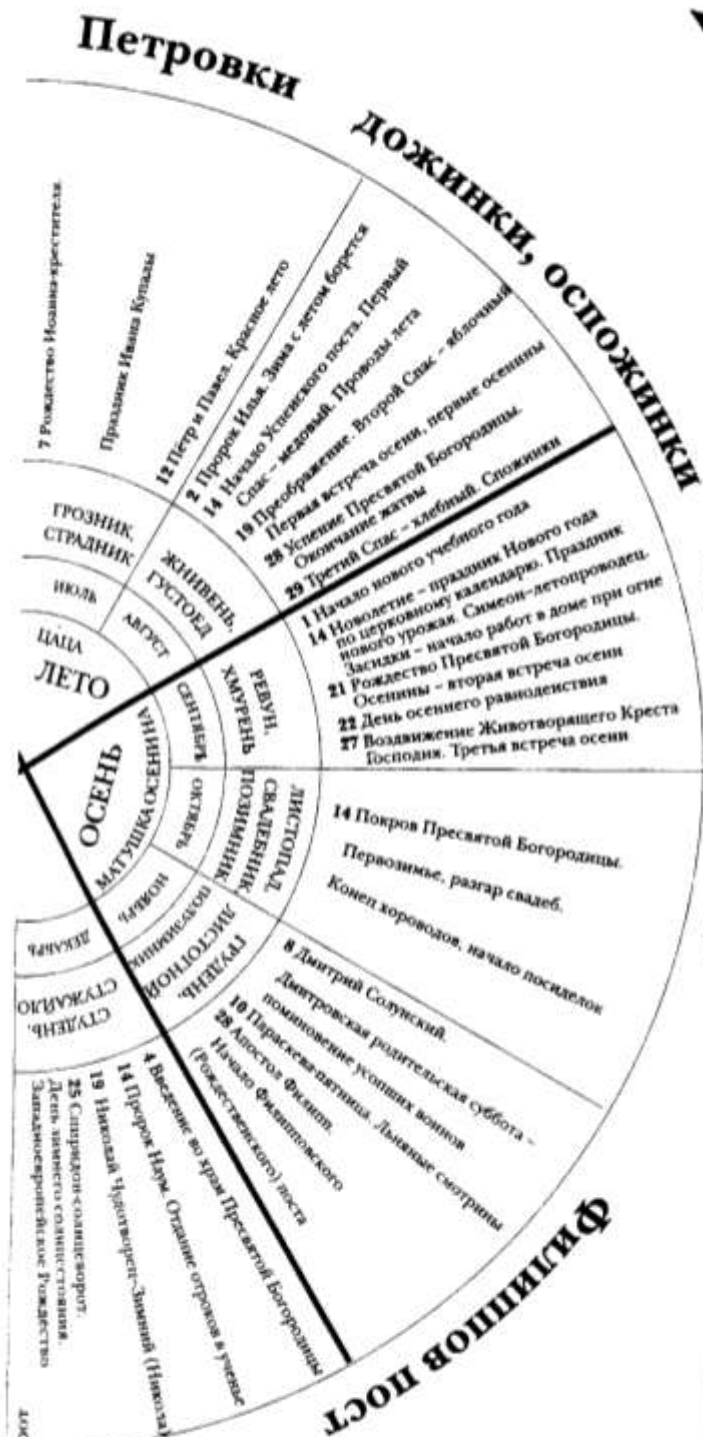 Петровки
дожинки, оспожинки
Филиппов пост
7 Рождество Иоанна-крестителя.
Праздник Ивана Купалы
12 Петр и Павел. Красное лето
2 Пророк Илья. Зима с летом борется
14 Начало Успенского поста. Первый
Спас – медовый. Проводы лета
19 Преображение. Второй Спас – яблочный
Первая встреча осени, первые осенины
28 Успение Пресвятой Богородицы.
Окончание жатвы
29 Третий Спас – хлебный. Спожинки
1 Начало нового учебного года
14 Новолетие – праздник Нового года
по церковному календарю. Праздник
нового урожая. Симеон-летопроводец.
Засидки – начало работ в доме при огне
21 Рождество Пресвятой Богородицы.
Осенины – вторая встреча осени
22 День осеннего равноденствия
27 Воздвижение Животворящего Креста
Господня. Третья встреча осени
14 Покров Пресвятой Богородицы.
Первозимье, разгар свадеб.
Конец хороводов, начало посиделок
8 Дмитрий Солунский.
Дмитровская родительская суббота –
поминовение усопших воинов
10 Параскева-пятница. Льняные смотрины
28 Апостол Филипп.
Начало Филипповского
(Рождественского) поста
4 Введение во храм Пресвятой Богородицы
14 Пророк Наум. Отдание отроков в ученье
19 Николай Чудотворец-Зимний (Никола)
25 Спиридон-солнцеворот.
День зимнего солнцестояния.
Западноевропейское Рождество
ГРОЗНИК,
СТРАДНИК
ИЮЛЬ
ЦАЦА
ЛЕТО
ЖНИВЕНЬ,
ГУСТОЕД
АВГУСТ
РЕВУН,
ХМУРЕНЬ
СЕНТЯБРЬ
МАТУШКА ОСЕНИНА
ОСЕНЬ
ЛИСТОПАД,
СВАДЕБНИК
ПОЗИМНИК
ОКТЯБРЬ
ГРУДЕНЬ,
ЛИСТОГНОЙ
ПОЛУЗИМНИК
НОЯБРЬ
СТУДЕНЬ,
СТУЖАЙЛО
ДЕКАБРЬ